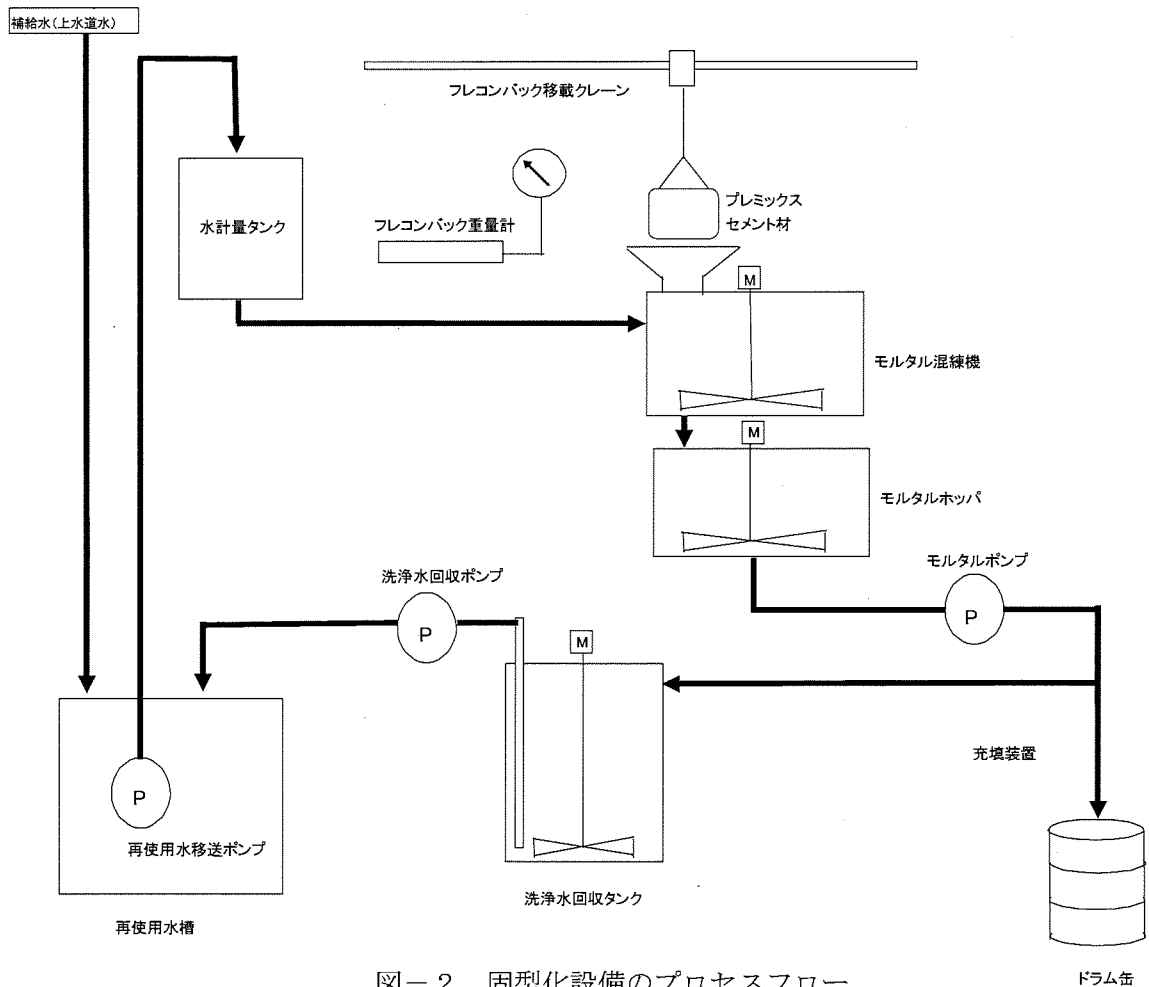 補給水(上水道水)
フレコンバック移載クレーン
プレミックス
セメント材
フレコンバック重量計
水計量タンク
M
モルタル混練機
M
モルタルホッパ
モルタルポンプ
P
洗浄水回収ポンプ
P
M
充填装置
P
再使用水移送ポンプ
洗浄水回収タンク
再使用水槽
ドラム缶
図-2 固型化設備のプロセスフロー